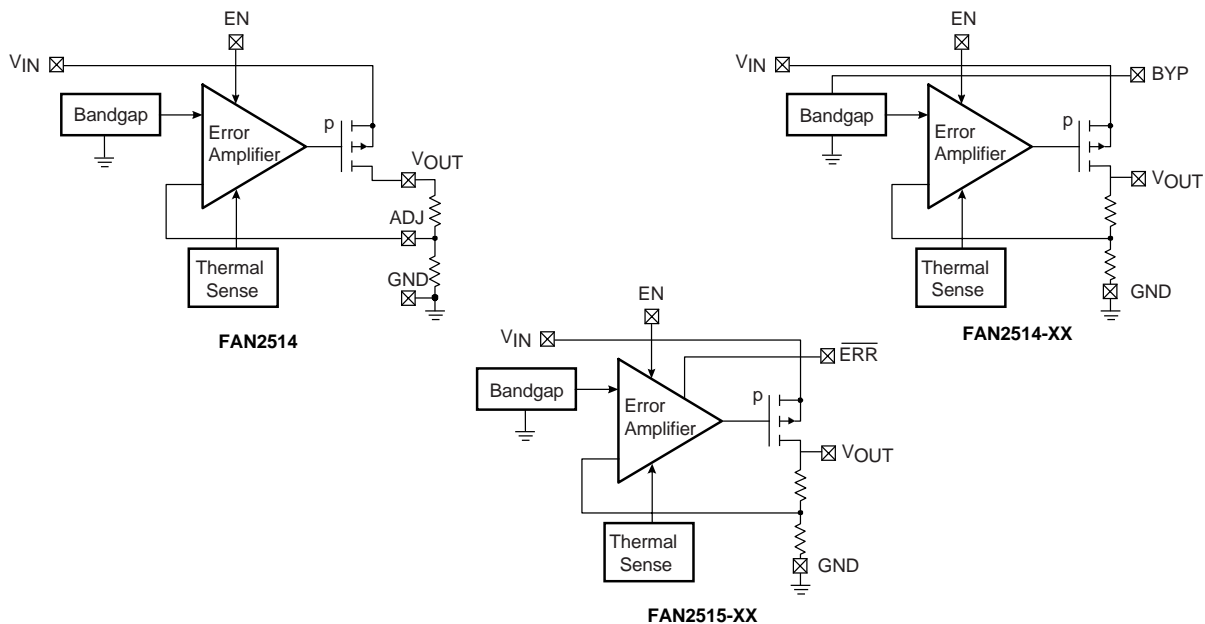 EN
VIN
Bandgap
Error
Amplifier
p
VOUT
ADJ
GND
Thermal
Sense
FAN2514
EN
VIN
BYP
Bandgap
Error
Amplifier
p
VOUT
Thermal
Sense
GND
FAN2514-XX
EN
VIN
ERR
Bandgap
Error
Amplifier
p
VOUT
Thermal
Sense
GND
FAN2515-XX